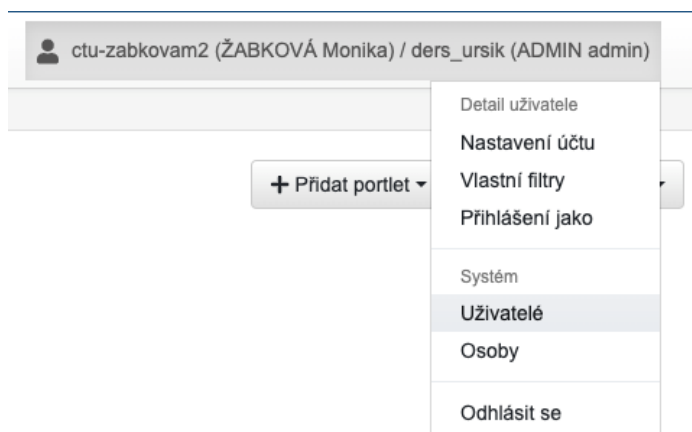 ctu-zabkovam2 (ŽABKOVÁ Monika) / ders_ursik (ADMIN admin)
Detail uživatele
Nastavení účtu
+ Přidat portlet
Vlastní filtry
Přihlášení jako
Systém
Uživatelé
Osoby
Odhlásit se